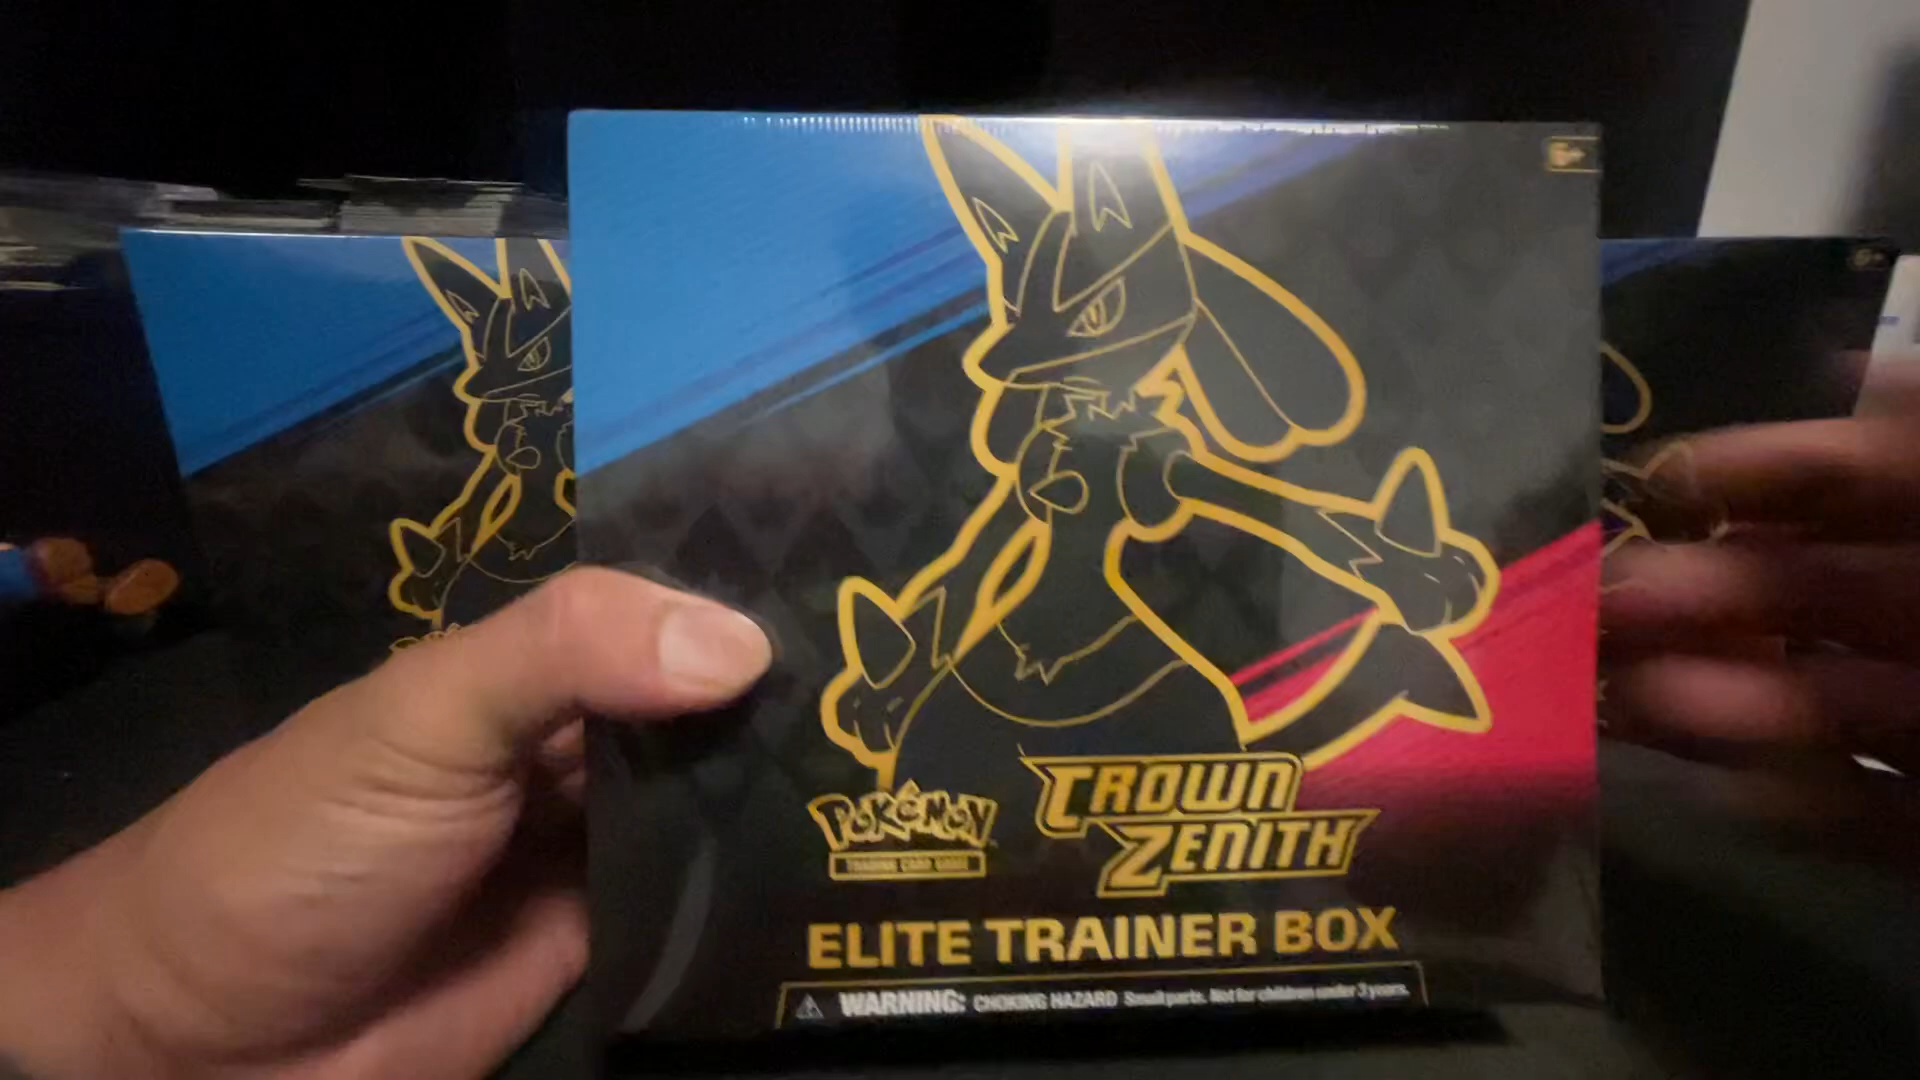 6+
POKéMON
TRADING CARD GAME
CROWN
ZENITH
ELITE TRAINER BOX
WARNING: CHOKING HAZARD Small parts. Not for children under 3 years.